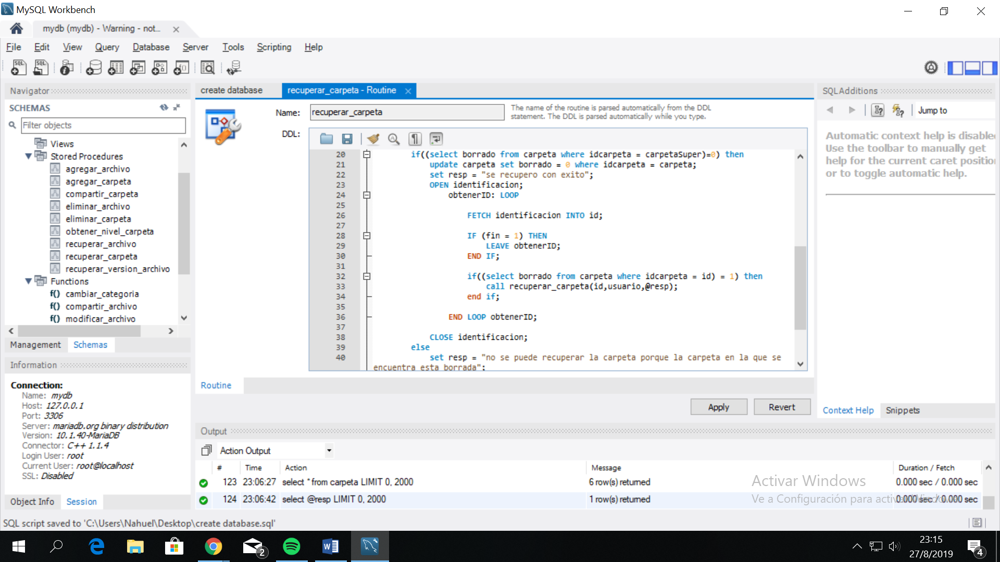 MySQL Workbench
mydb (mydb) - Warning - not...
File Edit View Query Database Server Tools Scripting Help
Navigator
SCHEMAS
Filter objects
Views
Stored Procedures
agregar_archivo
agregar_carpeta
compartir_carpeta
eliminar_archivo
eliminar_carpeta
obtener_nivel_carpeta
recuperar_archivo
recuperar_carpeta
recuperar_version_archivo
Functions
f() cambiar_categoria
f() compartir_archivo
f() modificar_archivo
Management Schemas
Information
Connection:
Name: mydb
Host: 127.0.0.1
Port: 3306
Server: mariadb.org binary distribution
Version: 10.1.40-MariaDB
Connector: C++ 1.1.4
Login User: root
Current User: root@localhost
SSL: Disabled
Object Info Session
create database recuperar_carpeta - Routine
Name: recuperar_carpeta
The name of the routine is parsed automatically from the DDL
statement. The DDL is parsed automatically while you type.
DDL:
20 if((select borrado from carpeta where idcarpeta = carpetaSuper)=0) then
21 update carpeta set borrado = 0 where idcarpeta = carpeta;
22 set resp = "se recupero con exito";
23 OPEN identificacion;
24 obtenerID: LOOP
25
26 FETCH identificacion INTO id;
27
28 IF (fin = 1) THEN
29 LEAVE obtenerID;
30 END IF;
31
32 if((select borrado from carpeta where idcarpeta = id) = 1) then
33 call recuperar_carpeta(id,usuario,@resp);
34 end if;
35
36 END LOOP obtenerID;
37
38 CLOSE identificacion;
39 else
40 set resp = "no se puede recuperar la carpeta porque la carpeta en la que se
encuentra esta borrada";
Routine
Apply Revert
SQLAdditions
Jump to
Automatic context help is disable
Use the toolbar to manually get
help for the current caret positio
or to toggle automatic help.
Context Help Snippets
Output
Action Output
# Time Action Message Duration / Fetch
123 23:06:27 select * from carpeta LIMIT 0, 2000 6 row(s) returned 0.000 sec / 0.000 sec
124 23:06:42 select @resp LIMIT 0, 2000 1 row(s) returned 0.000 sec / 0.000 sec
Activar Windows
Ve a Configuración para activar Windows.
SQL script saved to 'C:\Users\Nahuel\Desktop\create database.sql'
2
23:15
27/8/2019
4